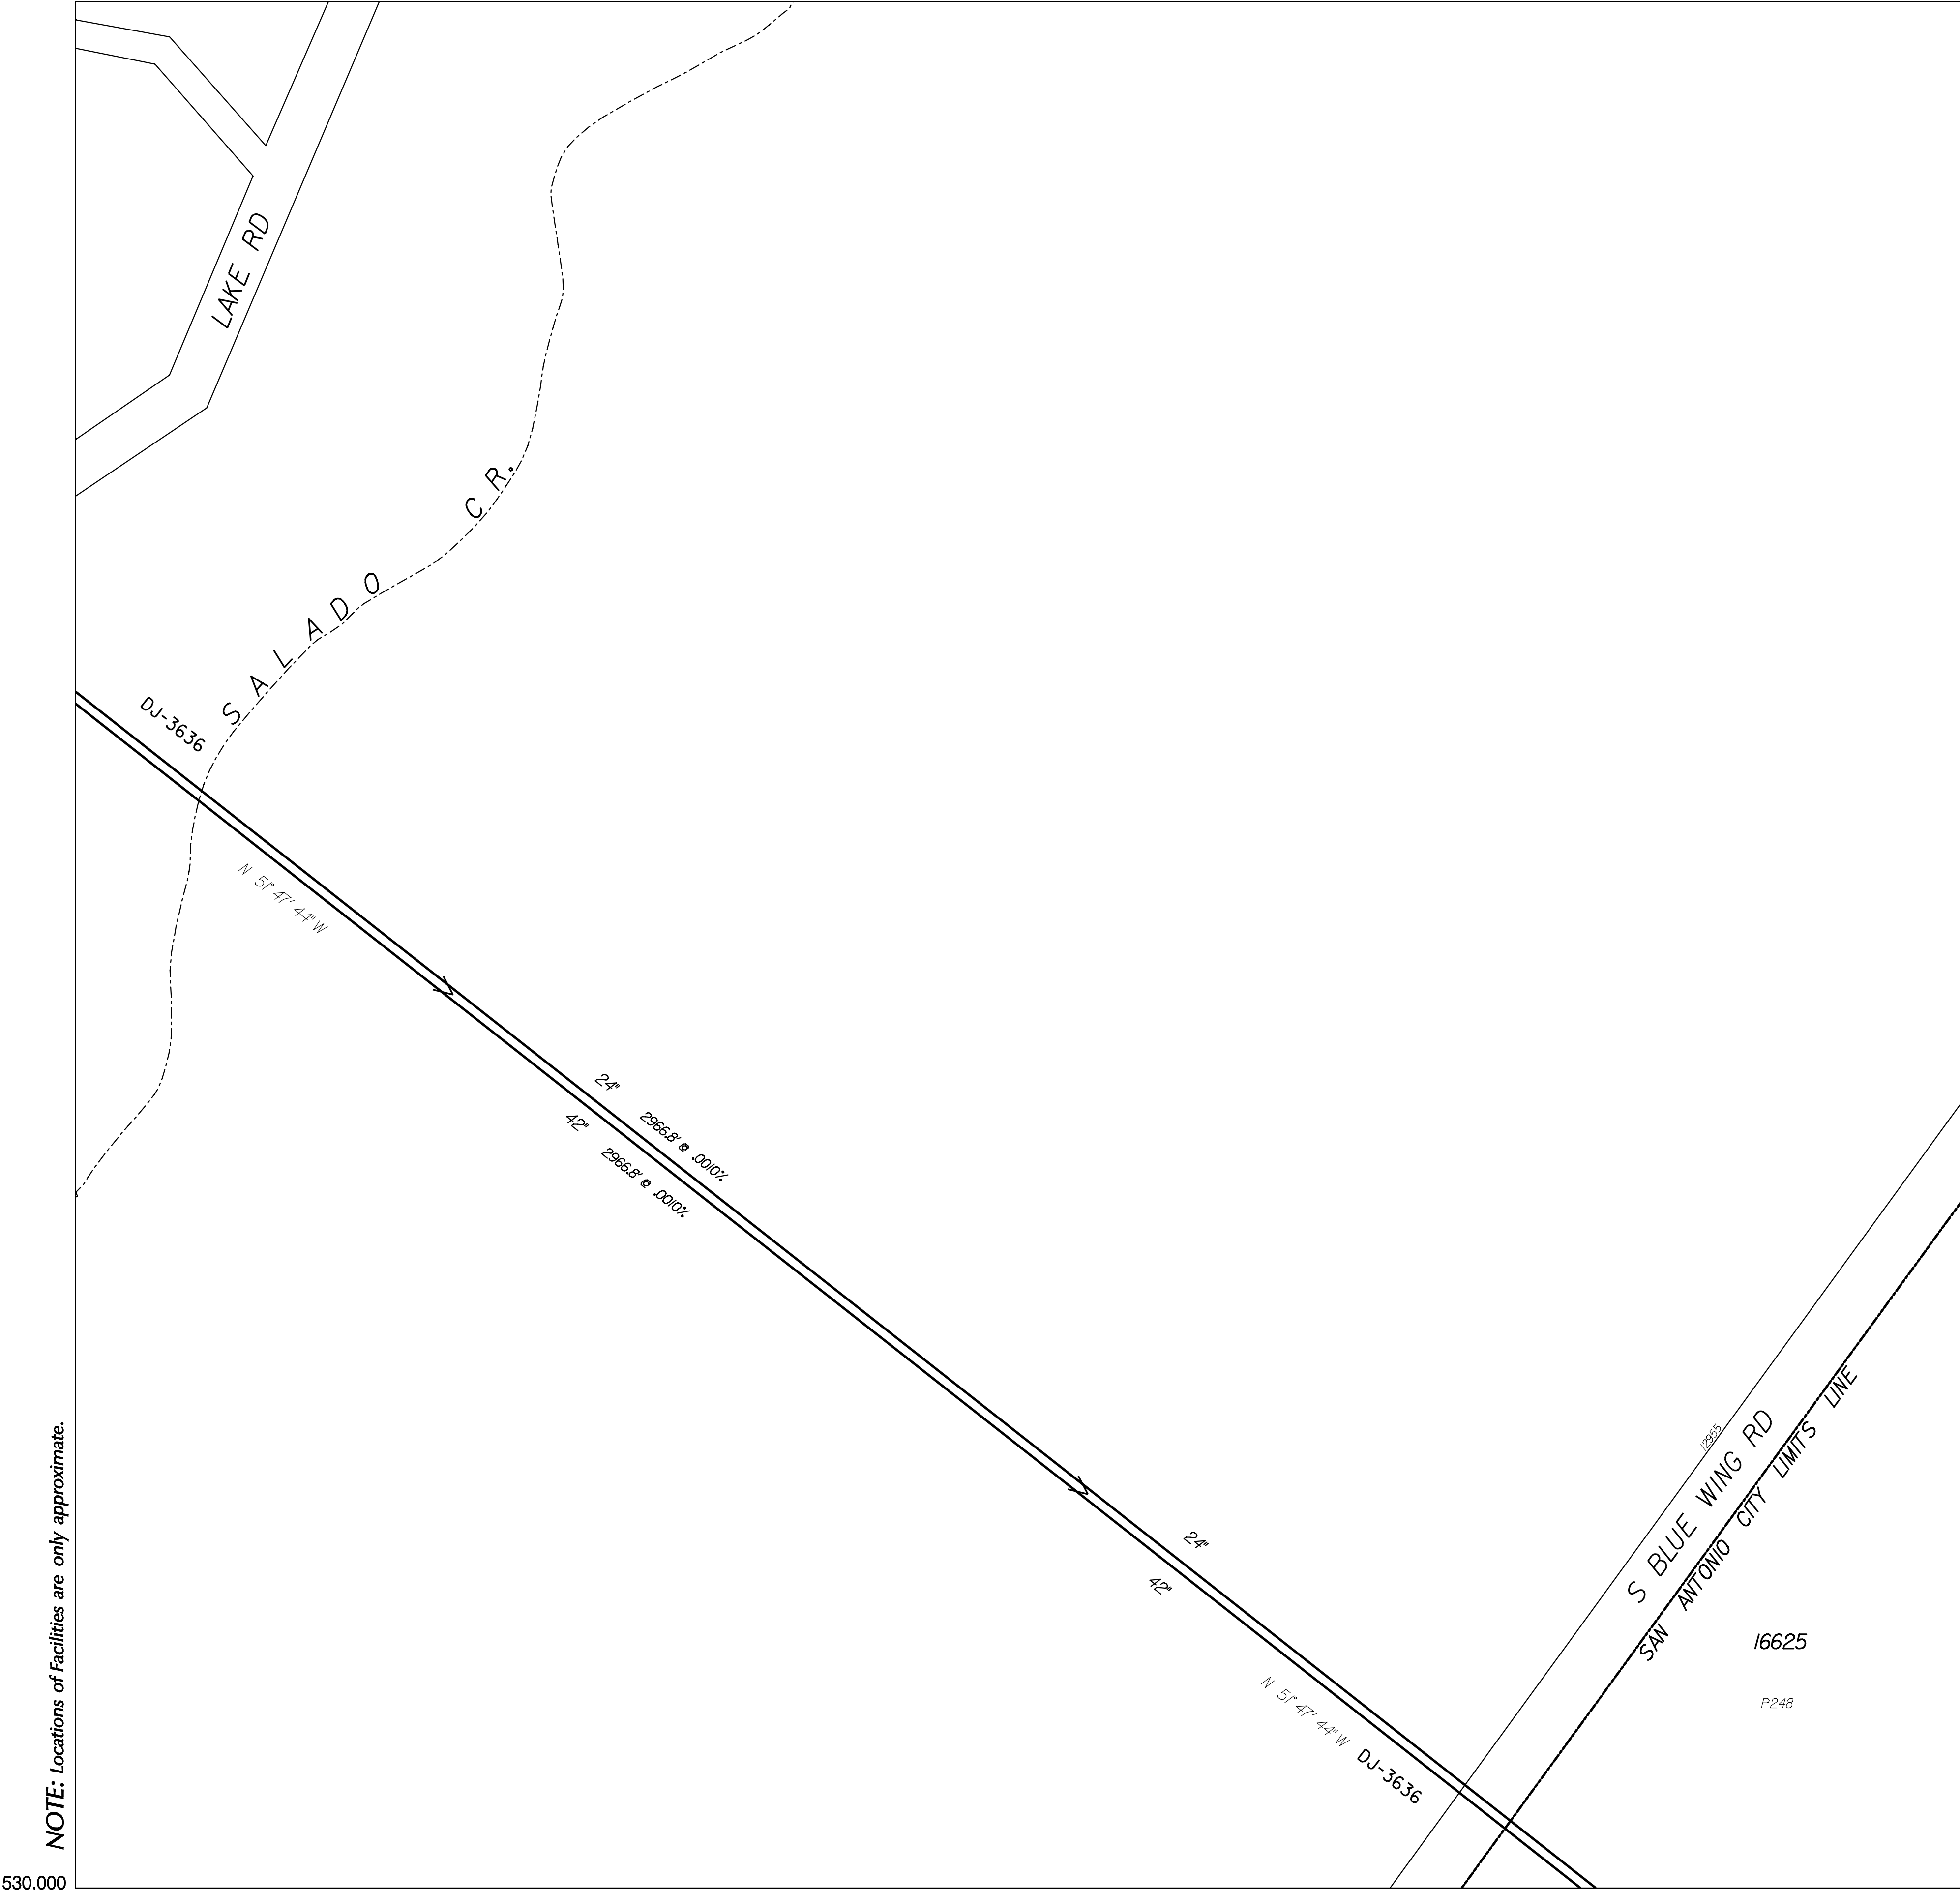 LAKE RD
SALADO CR.
DJ-3636
N 51° 47' 44" W
24"
2966.8' @ .0010%
42"
2966.8' @ .0010%
24"
42"
12955
S BLUE WING RD
SAN ANTONIO CITY LIMITS LINE
16625
P248
N 51° 47' 44" W
DJ-3636
NOTE: Locations of Facilities are only approximate.
530,000